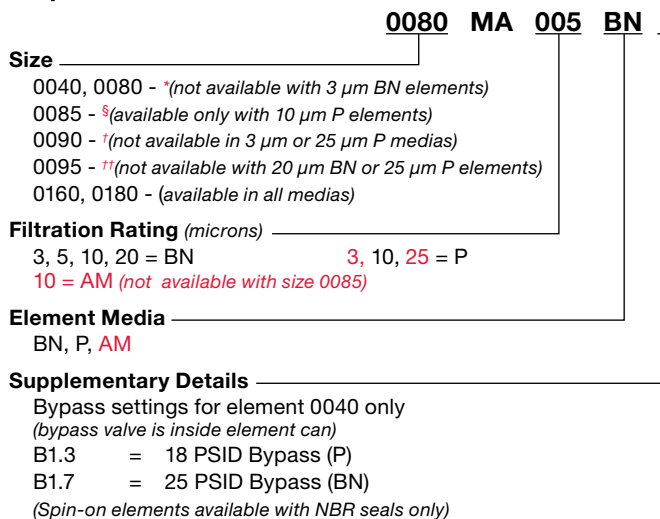 0080 MA 005 BN
Size
0040, 0080 - *(not available with 3 µm BN elements)
0085 - §(available only with 10 µm P elements)
0090 - †(not available in 3 µm or 25 µm P medias)
0095 - ††(not available with 20 µm BN or 25 µm P elements)
0160, 0180 - (available in all medias)
Filtration Rating (microns)
3, 5, 10, 20 = BN 3, 10, 25 = P
10 = AM (not available with size 0085)
Element Media
BN, P, AM
Supplementary Details
Bypass settings for element 0040 only
(bypass valve is inside element can)
B1.3 = 18 PSID Bypass (P)
B1.7 = 25 PSID Bypass (BN)
(Spin-on elements available with NBR seals only)